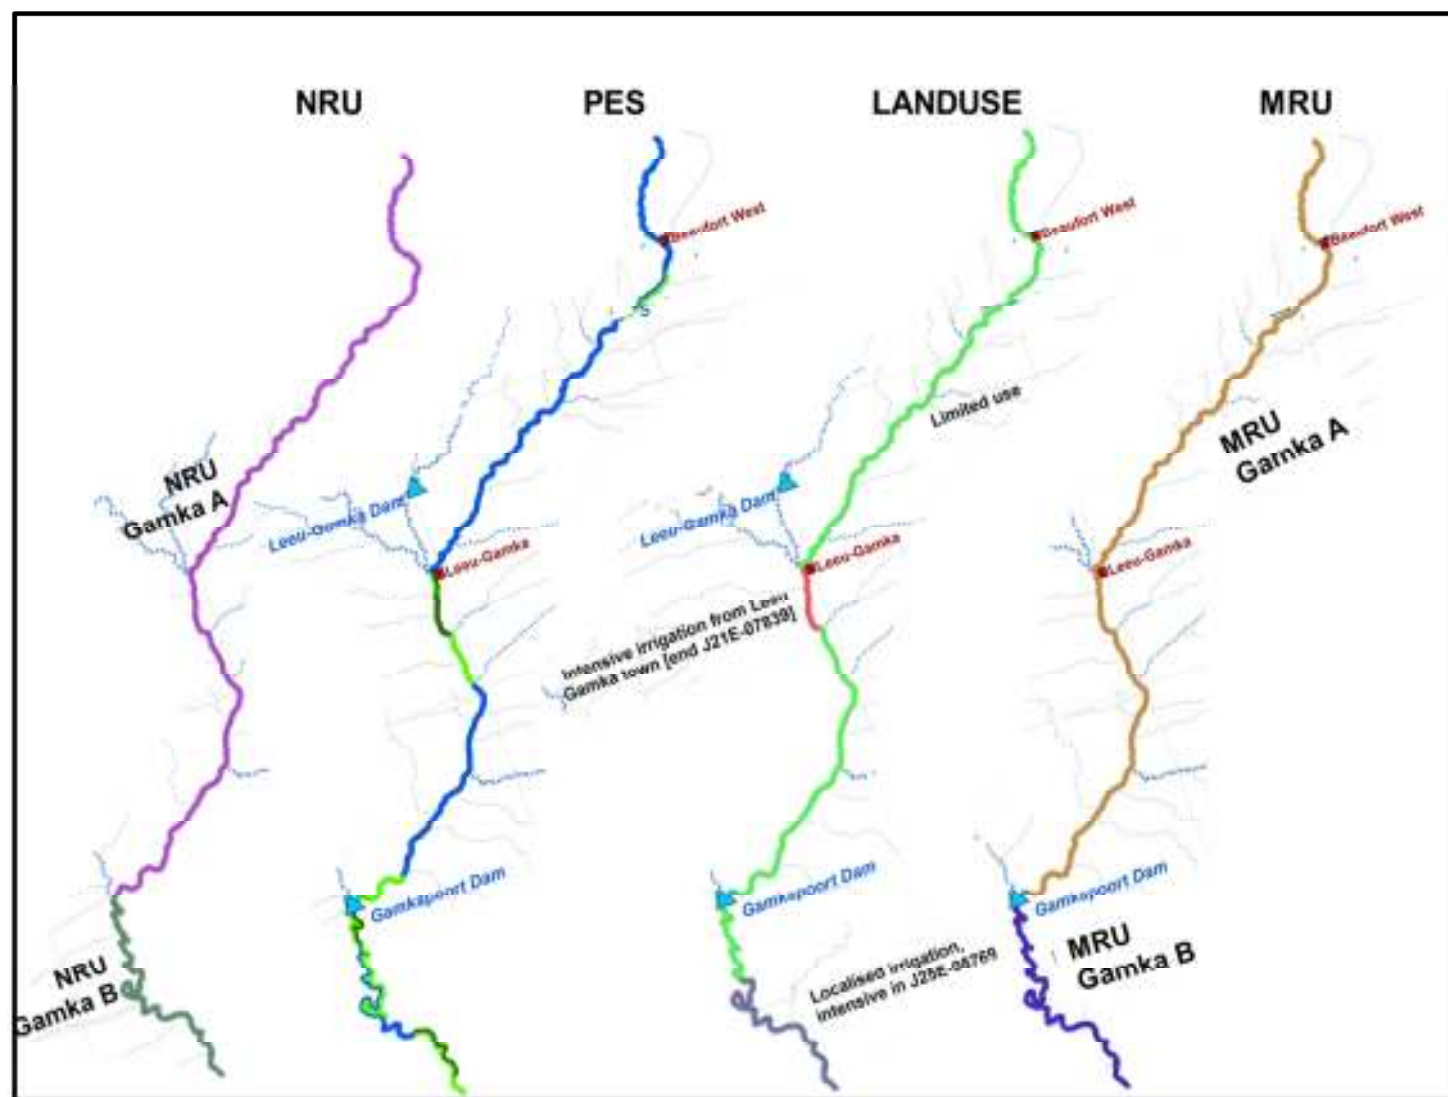 NRU
PES
LANDUSE
MRU
Beaufort West
Beaufort West
Beaufort West
Limited use
MRU
Gamka A
NRU
Gamka A
Leeu-Gamka Dam
Leeu-Gamka Dam
Leeu-Gamka
Leeu-Gamka
Leeu-Gamka
Intensive irrigation from Leeu
Gamka town [end J21E-07839]
Gamkapoort Dam
Gamkapoort Dam
Gamkapoort Dam
NRU
Gamka B
Localised irrigation,
intensive in
MRU
Gamka B